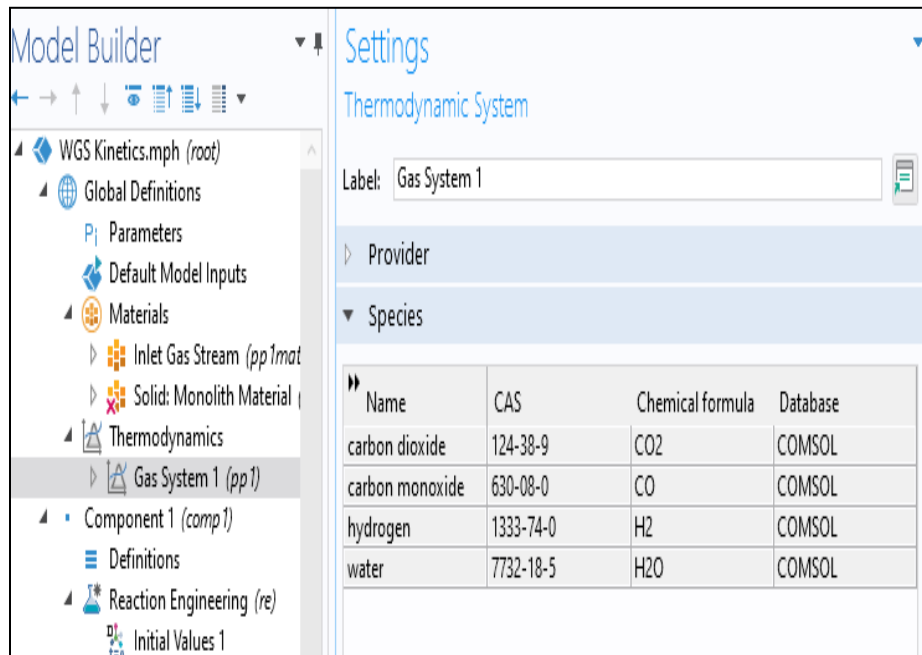 Model Builder
WGS Kinetics.mph (root)
Global Definitions
Pi Parameters
Default Model Inputs
Materials
Inlet Gas Stream (pp1mat
Solid: Monolith Material (
Thermodynamics
Gas System 1 (pp1)
Component 1 (comp1)
Definitions
Reaction Engineering (re)
Initial Values 1
Settings
Thermodynamic System
Label: Gas System 1
Provider
Species
Name CAS Chemical formula Database
carbon dioxide 124-38-9 CO2 COMSOL
carbon monoxide 630-08-0 CO COMSOL
hydrogen 1333-74-0 H2 COMSOL
water 7732-18-5 H2O COMSOL